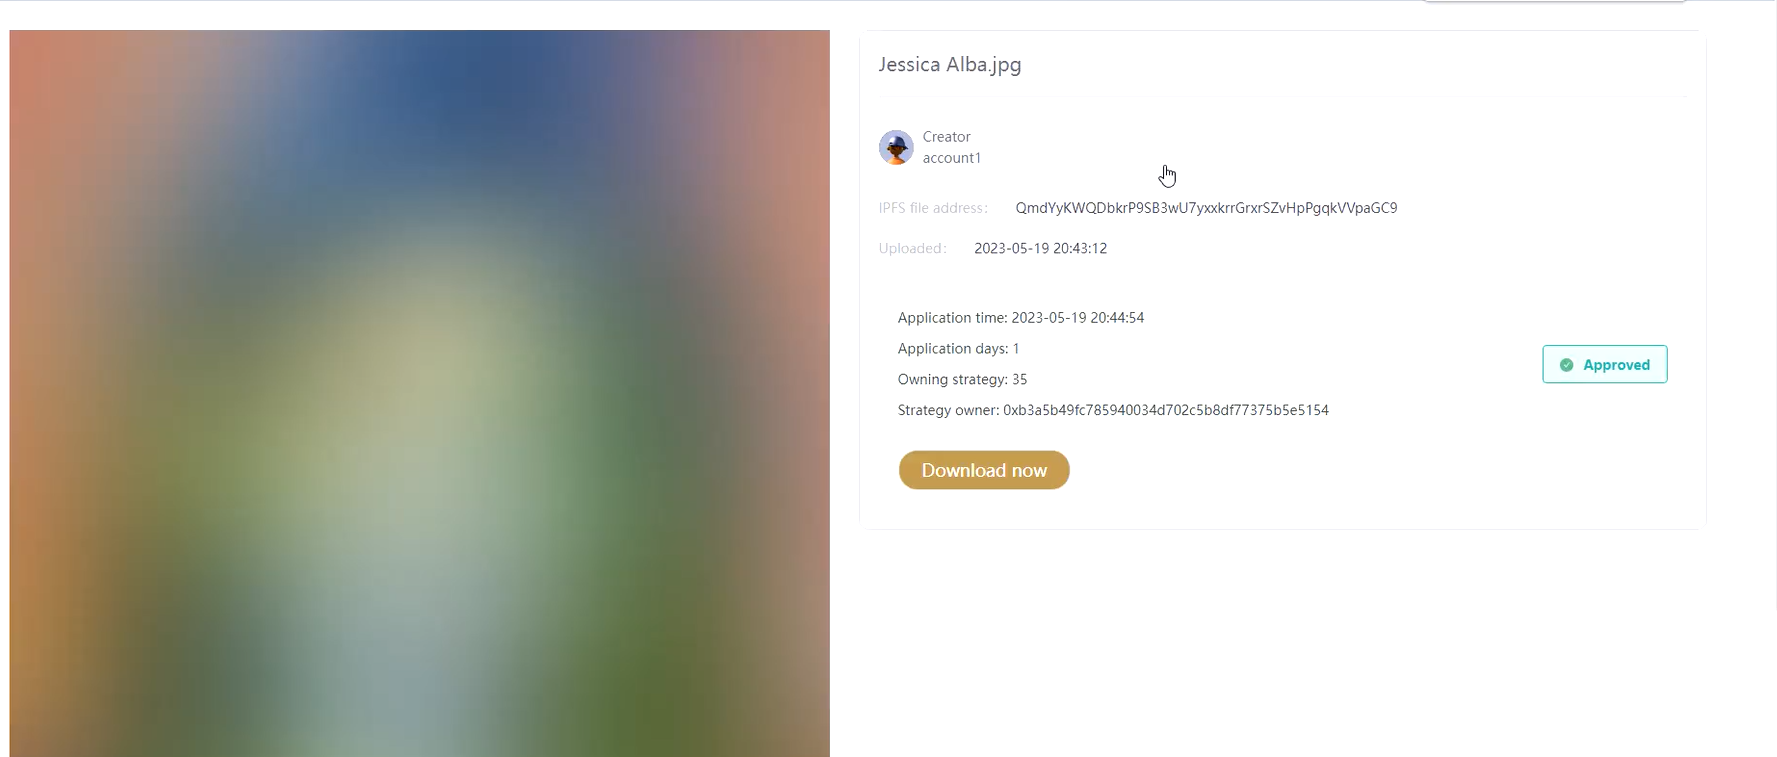 Jessica Alba.jpg
Creator
account1
IPFS file address: QmdYyKWQDbkrP9SB3wU7yxxkrrGrxrSZvHpPgqkVVpaGC9
Uploaded: 2023-05-19 20:43:12
Application time: 2023-05-19 20:44:54
Application days: 1
Owning strategy: 35
Approved
Strategy owner: 0xb3a5b49fc785940034d702c5b8df77375b5e5154
Download now